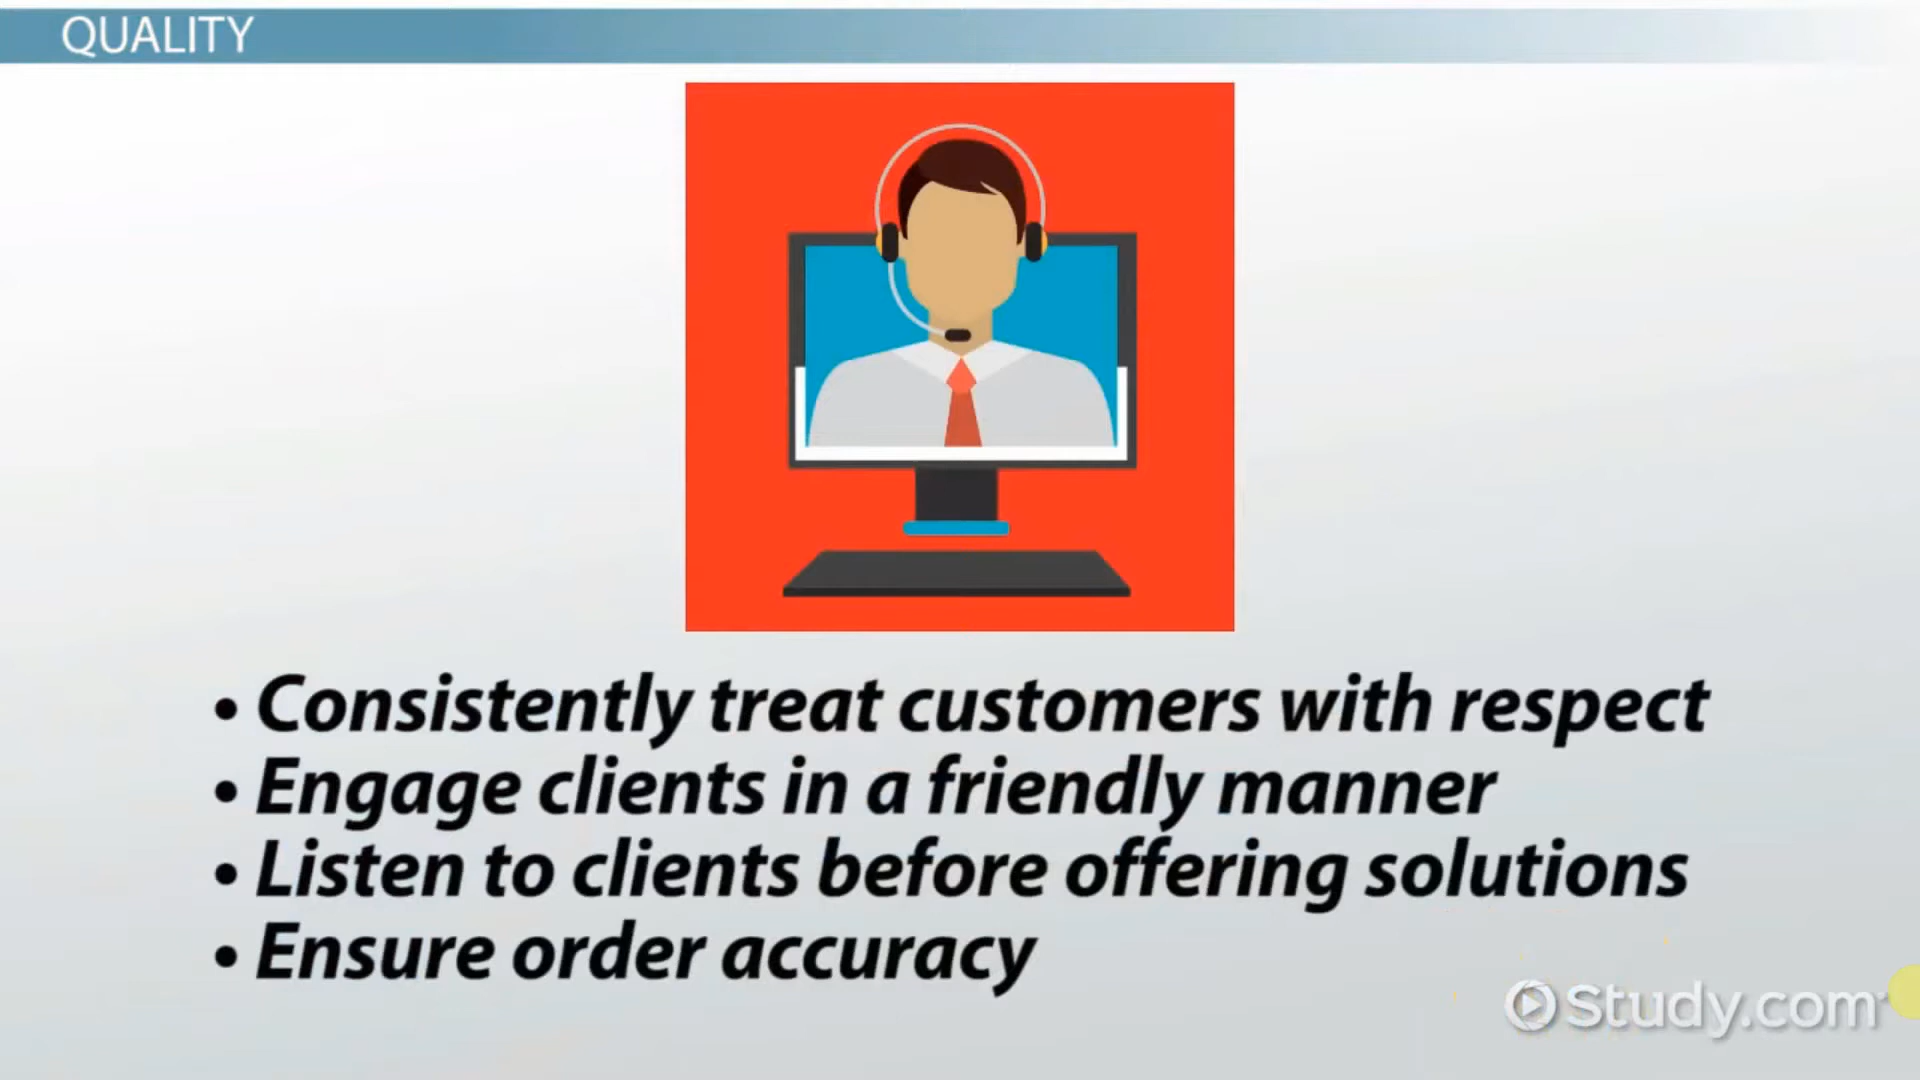 QUALITY
• Consistently treat customers with respect
• Engage clients in a friendly manner
• Listen to clients before offering solutions
• Ensure order accuracy
Study.com